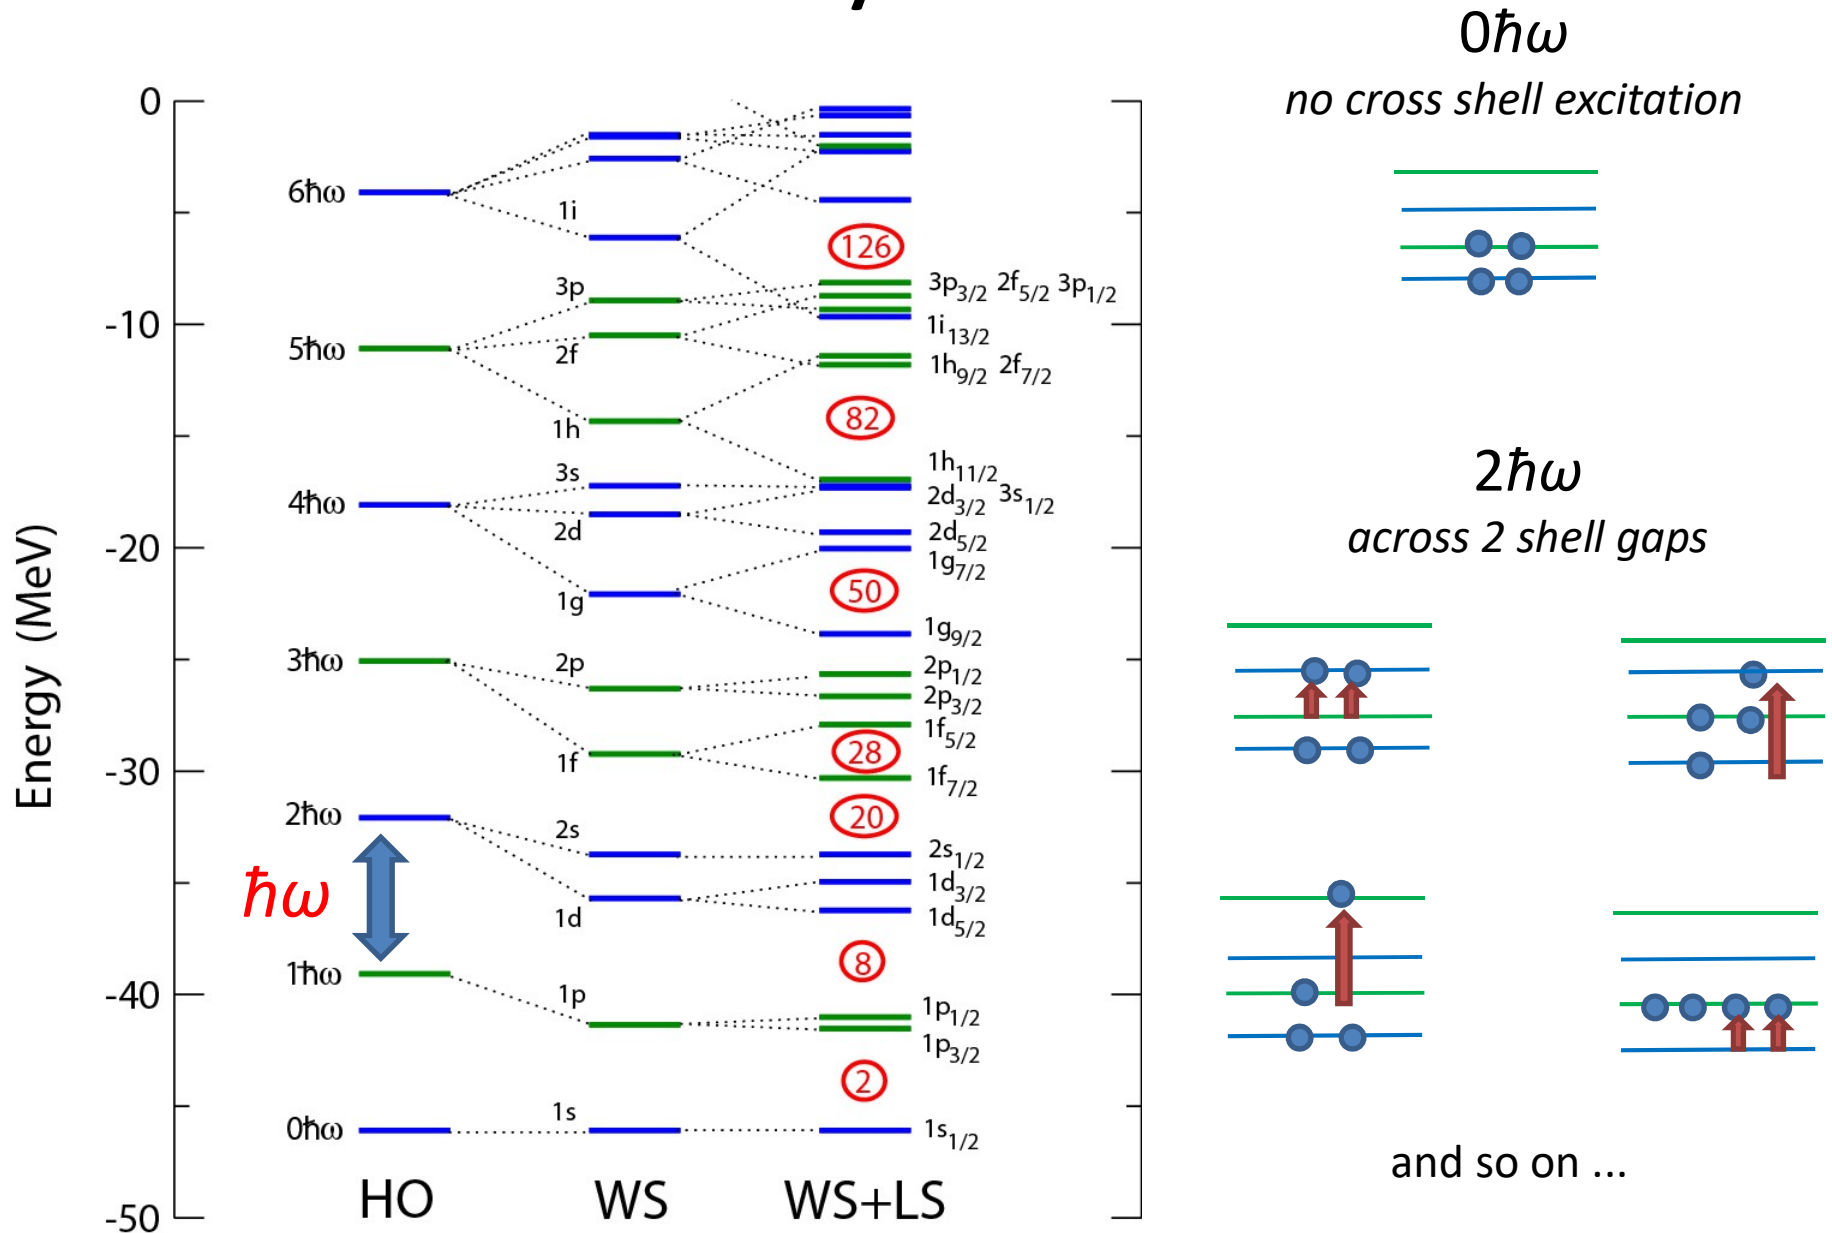 0ħω
no cross shell excitation
0
-10
-20
-30
-40
-50
Energy (MeV)
6ħω
5ħω
4ħω
3ħω
2ħω
ħω
1ħω
0ħω
1i
3p
2f
1h
3s
2d
1g
2p
1f
2s
1d
1p
1s
126
3p3/2 2f5/2 3p1/2
1i13/2
1h9/2 2f7/2
82
1h11/2
2d3/2 3s1/2
2d5/2
1g7/2
50
1g9/2
2p1/2
2p3/2
1f5/2
28
1f7/2
20
2s1/2
1d3/2
1d5/2
8
1p1/2
1p3/2
2
1s1/2
HO WS WS+LS
2ħω
across 2 shell gaps
and so on ...